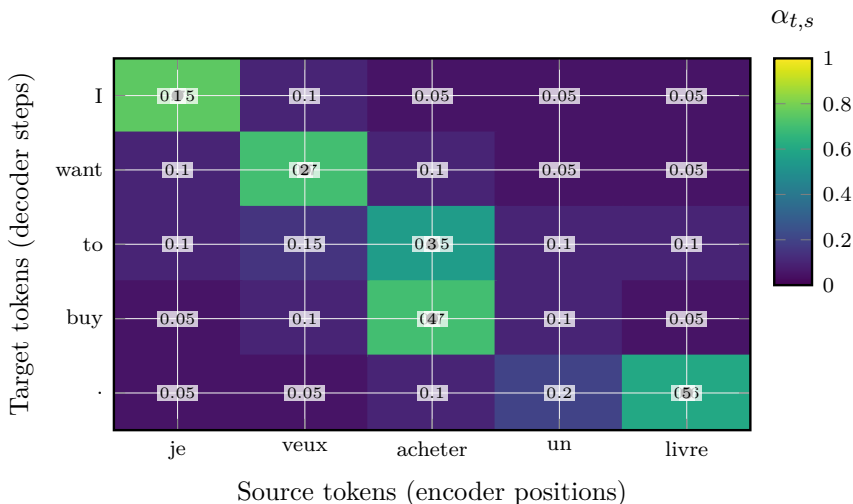 α_{t,s}
I 0.1 0.05 0.05 0.05
want 0.1 0.1 0.05 0.05
to 0.1 0.15 0.1 0.1
buy 0.05 0.1 0.1 0.05
. 0.05 0.05 0.1 0.2
je veux acheter un livre
Source tokens (encoder positions)
Target tokens (decoder steps)
1
0.8
0.6
0.4
0.2
0